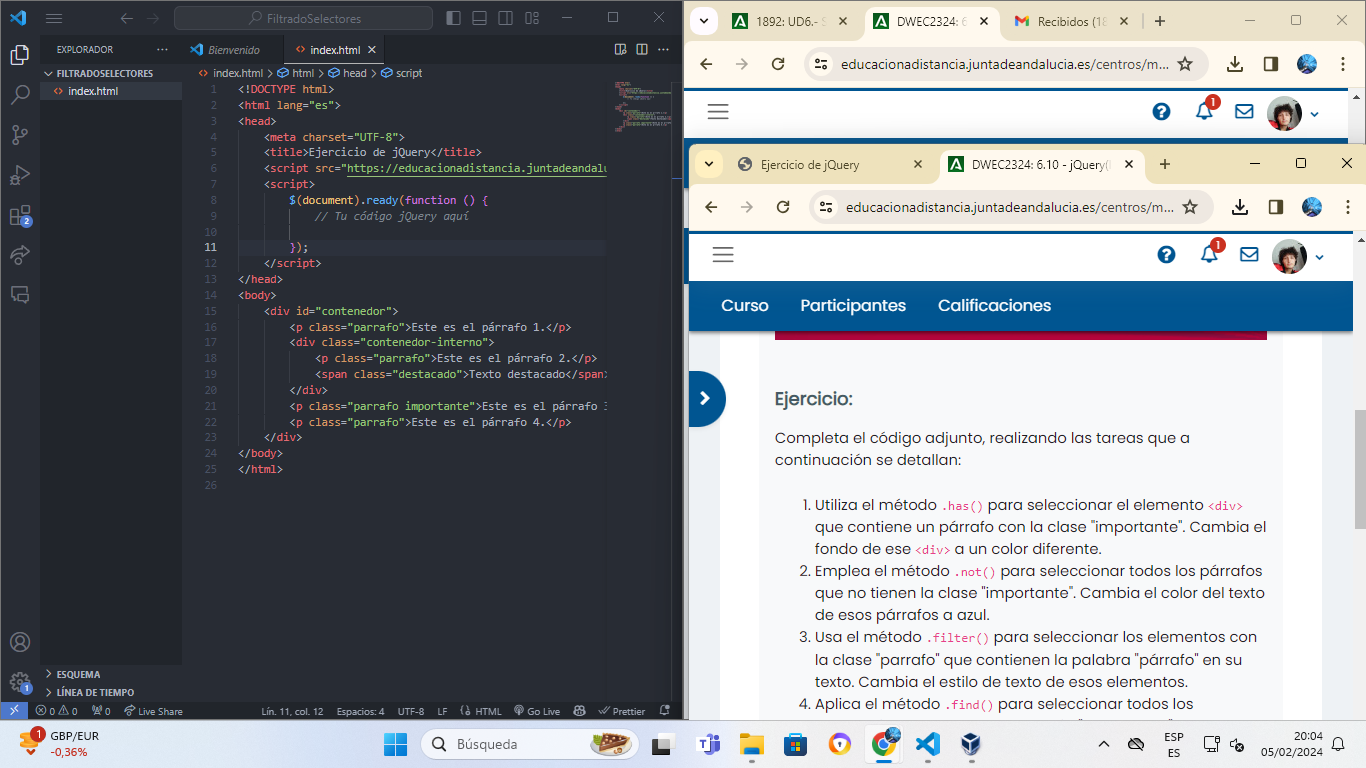 FiltradoSelectores
EXPLORADOR
Bienvenido
index.html
FILTRADOSELECTORES
index.html
index.html > html > head > script
1 <!DOCTYPE html>
2 <html lang="es">
3 <head>
4 <meta charset="UTF-8">
5 <title>Ejercicio de jQuery</title>
6 <script src="https://educacionadistancia.juntadeandalu
7 <script>
8 $(document).ready(function () {
9 // Tu código jQuery aquí
10
11 });
12 </script>
13 </head>
14 <body>
15 <div id="contenedor">
16 <p class="parrafo">Este es el párrafo 1.</p>
17 <div class="contenedor-interno">
18 <p class="parrafo">Este es el párrafo 2.</p>
19 <span class="destacado">Texto destacado</span>
20 </div>
21 <p class="parrafo importante">Este es el párrafo 3
22 <p class="parrafo">Este es el párrafo 4.</p>
23 </div>
24 </body>
25 </html>
26
2
1
ESQUEMA
LÍNEA DE TIEMPO
0 0 0 Live Share Lín. 11, col. 12 Espacios: 4 UTF-8 LF HTML Go Live Prettier
1892: UD6.- S
DWEC2324: 6
Recibidos (18
educacionadistancia.juntadeandalucia.es/centros/m...
1
Ejercicio de jQuery
DWEC2324: 6.10 - jQuery(I
educacionadistancia.juntadeandalucia.es/centros/m...
1
Curso Participantes Calificaciones
Ejercicio:
Completa el código adjunto, realizando las tareas que a
continuación se detallan:
1. Utiliza el método .has() para seleccionar el elemento <div>
que contiene un párrafo con la clase "importante". Cambia el
fondo de ese <div> a un color diferente.
2. Emplea el método .not() para seleccionar todos los párrafos
que no tienen la clase "importante". Cambia el color del texto
de esos párrafos a azul.
3. Usa el método .filter() para seleccionar los elementos con
la clase "parrafo" que contienen la palabra "párrafo" en su
texto. Cambia el estilo de texto de esos elementos.
4. Aplica el método .find() para seleccionar todos los
1
GBP/EUR
-0,36%
Búsqueda
ESP
ES
20:04
05/02/2024